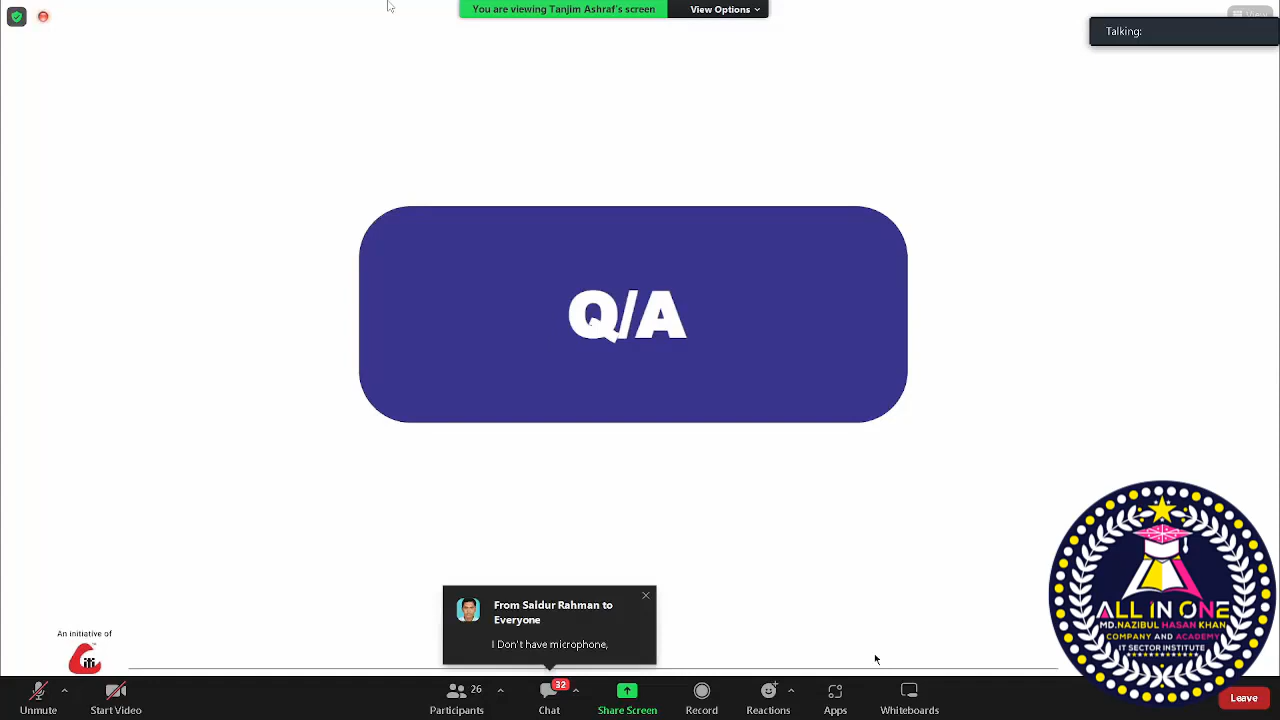 You are viewing Tanjim Ashraf's screen
View Options
View
Talking:
Q/A
From Saidur Rahman to
Everyone
I Don't have microphone,
An initiative of
ALL IN ONE
MD.NAZIBUL HASAN KHAN
COMPANY AND ACADEMY
IT SECTOR INSTITUTE
Unmute
Start Video
26
Participants
32
Chat
Share Screen
Record
Reactions
Apps
Whiteboards
Leave